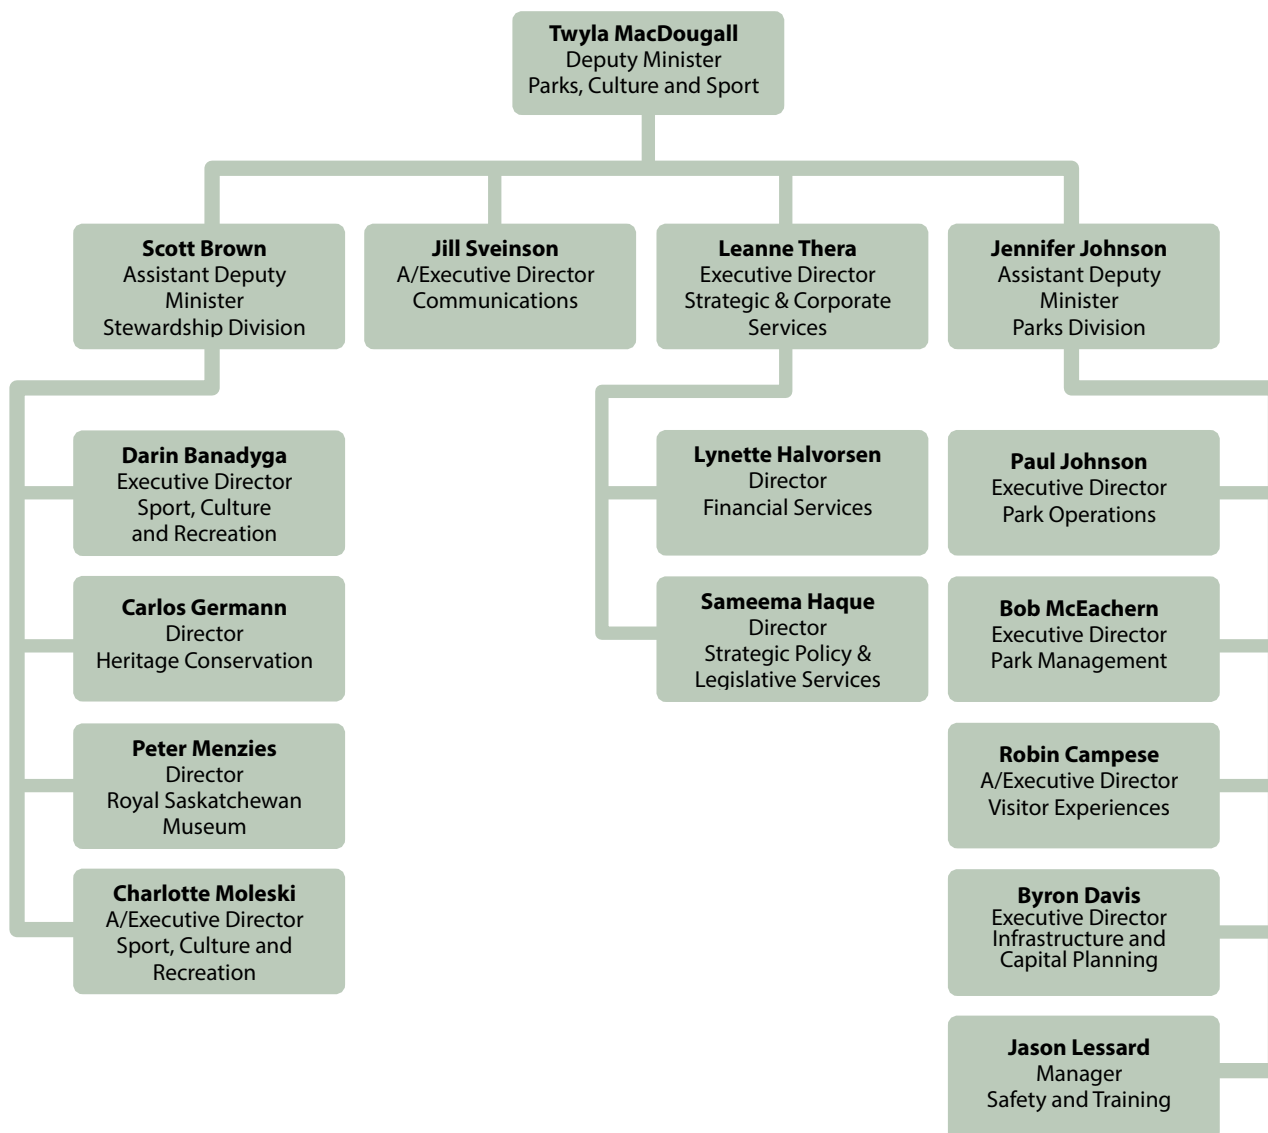 Twyla MacDougall
Deputy Minister
Parks, Culture and Sport
Scott Brown
Assistant Deputy
Minister
Stewardship Division
Jill Sveinson
A/Executive Director
Communications
Leanne Thera
Executive Director
Strategic & Corporate
Services
Jennifer Johnson
Assistant Deputy
Minister
Parks Division
Darin Banadyga
Executive Director
Sport, Culture
and Recreation
Carlos Germann
Director
Heritage Conservation
Peter Menzies
Director
Royal Saskatchewan
Museum
Charlotte Moleski
A/Executive Director
Sport, Culture and
Recreation
Lynette Halvorsen
Director
Financial Services
Sameema Haque
Director
Strategic Policy &
Legislative Services
Paul Johnson
Executive Director
Park Operations
Bob McEachern
Executive Director
Park Management
Robin Campese
A/Executive Director
Visitor Experiences
Byron Davis
Executive Director
Infrastructure and
Capital Planning
Jason Lessard
Manager
Safety and Training